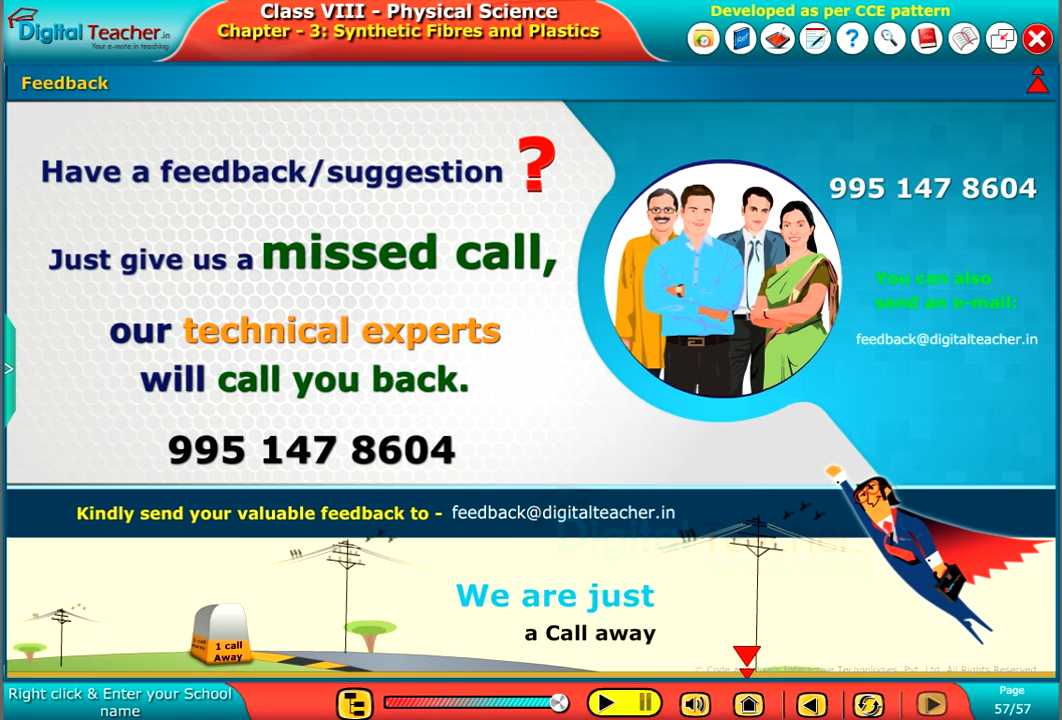 Digital Teacher.in
Your e-mate in teaching.
Class VIII - Physical Science
Chapter - 3: Synthetic Fibres and Plastics
Developed as per CCE pattern
Ref
?
Feedback
Have a feedback/suggestion ?
Just give us a missed call,
our technical experts
will call you back.
995 147 8604
995 147 8604
You can also
send an e-mail:
feedback@digitalteacher.in
Kindly send your valuable feedback to - feedback@digitalteacher.in
Digital Teacher.
We are just
a Call away
1 call
Away
Right click & Enter your School
name
Page
57/57